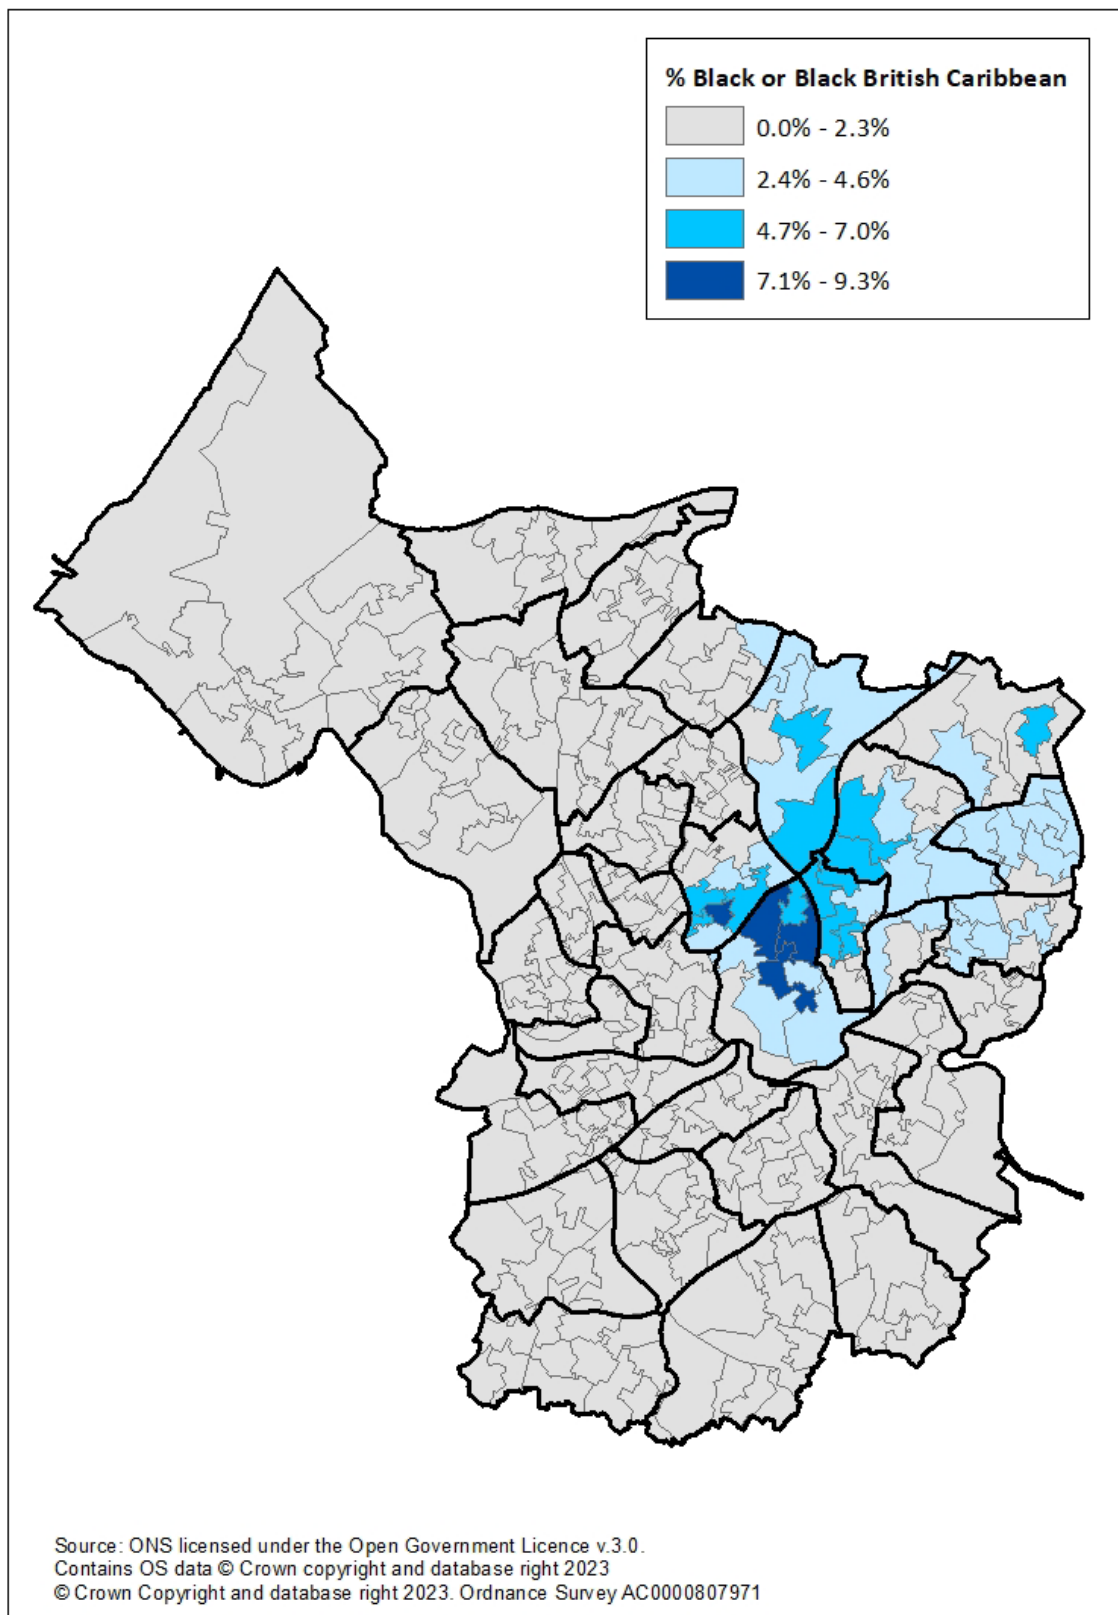 % Black or Black British Caribbean
0.0% - 2.3%
2.4% - 4.6%
4.7% - 7.0%
7.1% - 9.3%
Source: ONS licensed under the Open Government Licence v.3.0.
Contains OS data © Crown copyright and database right 2023
© Crown Copyright and database right 2023. Ordnance Survey AC0000807971